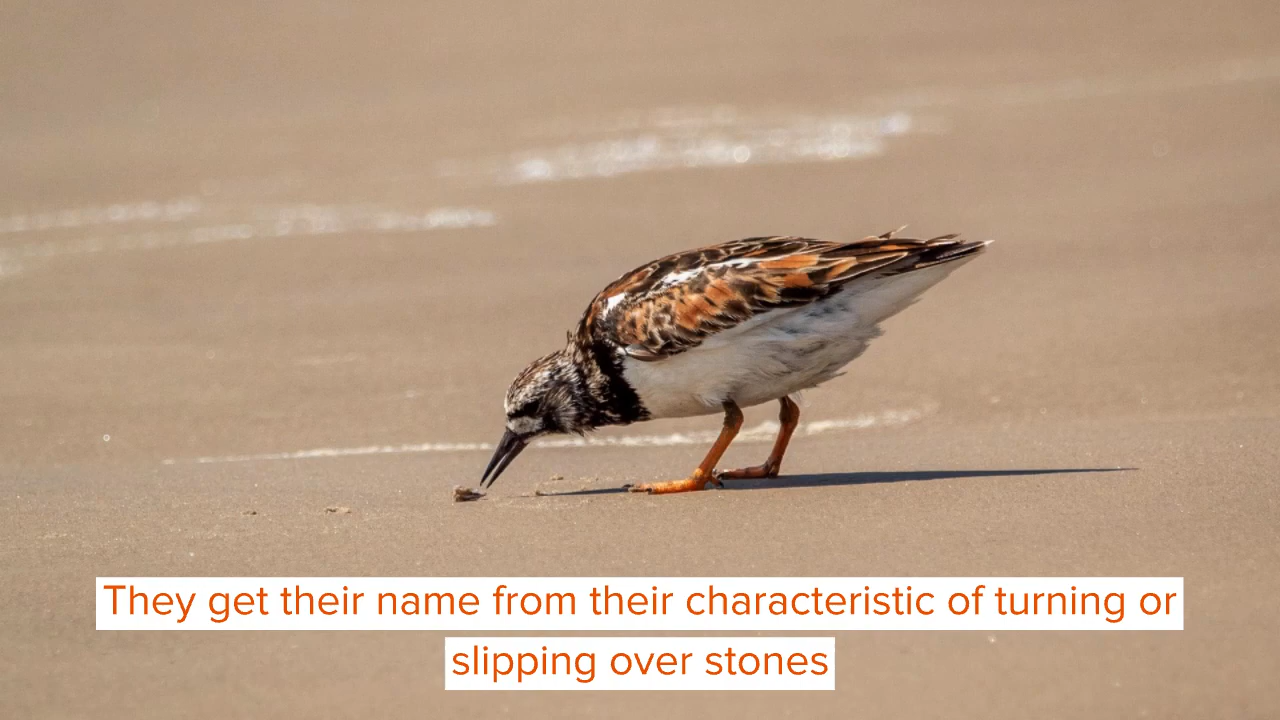 They get their name from their characteristic of turning or
slipping over stones